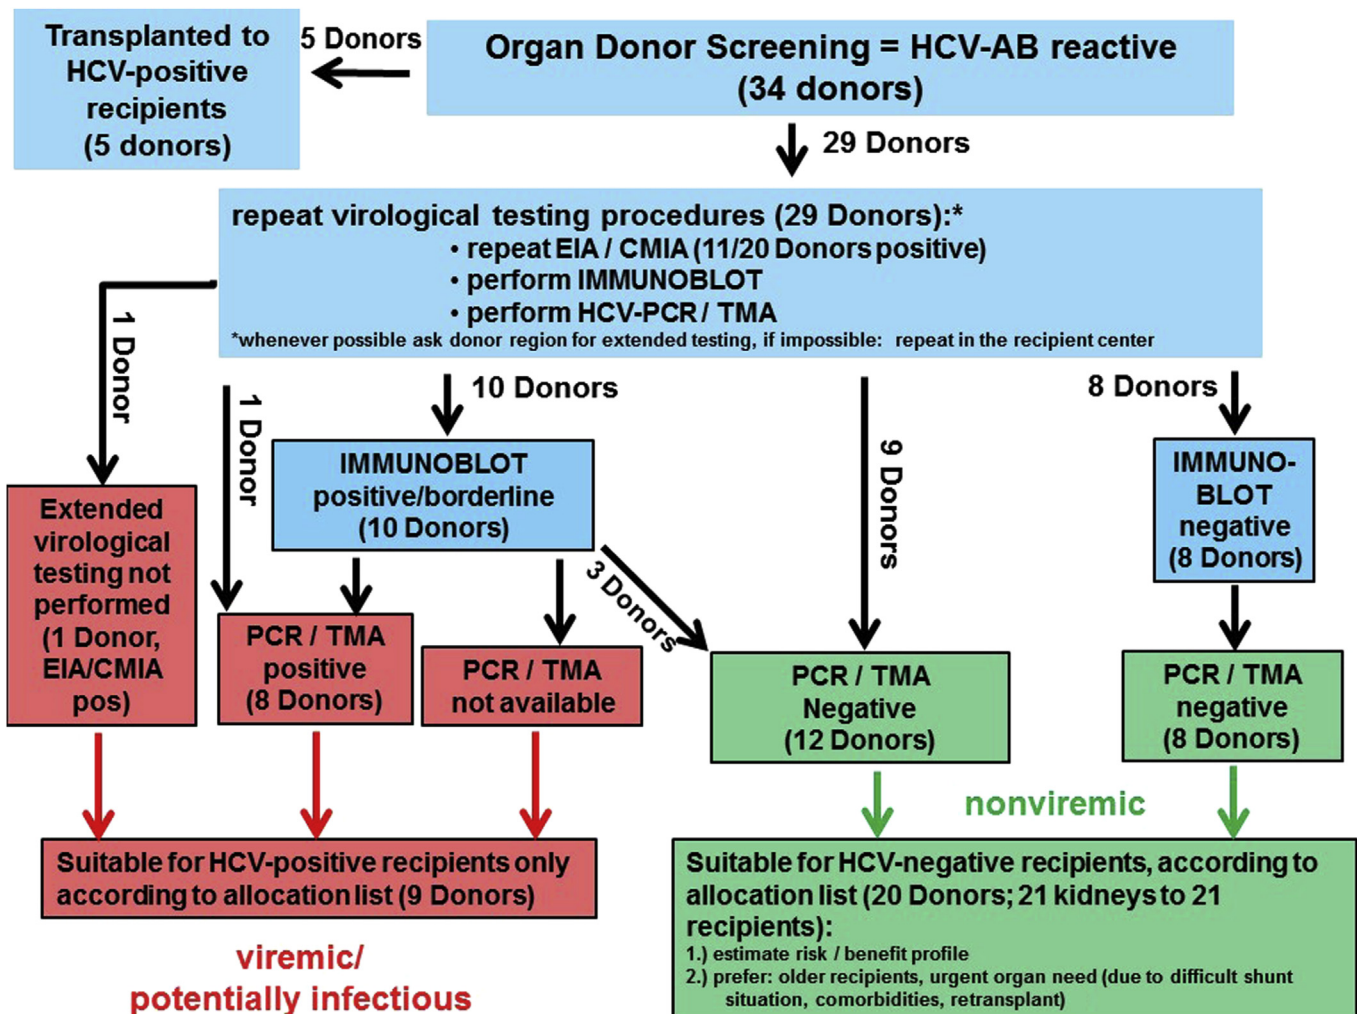 Transplanted to
HCV-positive
recipients
(5 donors)
5 Donors
Organ Donor Screening = HCV-AB reactive
(34 donors)
29 Donors
repeat virological testing procedures (29 Donors):*
• repeat EIA / CMIA (11/20 Donors positive)
• perform IMMUNOBLOT
• perform HCV-PCR / TMA
*whenever possible ask donor region for extended testing, if impossible: repeat in the recipient center
1 Donor
1 Donor
10 Donors
9 Donors
8 Donors
IMMUNOBLOT
positive/borderline
(10 Donors)
IMMUNO-
BLOT
negative
(8 Donors)
Extended
virological
testing not
performed
(1 Donor,
EIA/CMIA
pos)
3 Donors
PCR / TMA
positive
(8 Donors)
PCR / TMA
not available
PCR / TMA
Negative
(12 Donors)
PCR / TMA
negative
(8 Donors)
nonviremic
Suitable for HCV-positive recipients only
according to allocation list (9 Donors)
viremic/
potentially infectious
Suitable for HCV-negative recipients, according to
allocation list (20 Donors; 21 kidneys to 21
recipients):
1.) estimate risk / benefit profile
2.) prefer: older recipients, urgent organ need (due to difficult shunt
situation, comorbidities, retransplant)